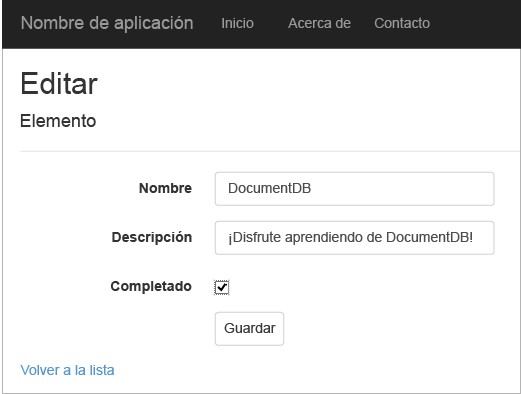 Nombre de aplicación Inicio Acerca de Contacto
Editar
Elemento
Nombre DocumentDB
Descripción ¡Disfrute aprendiendo de DocumentDB!
Completado
Guardar
Volver a la lista